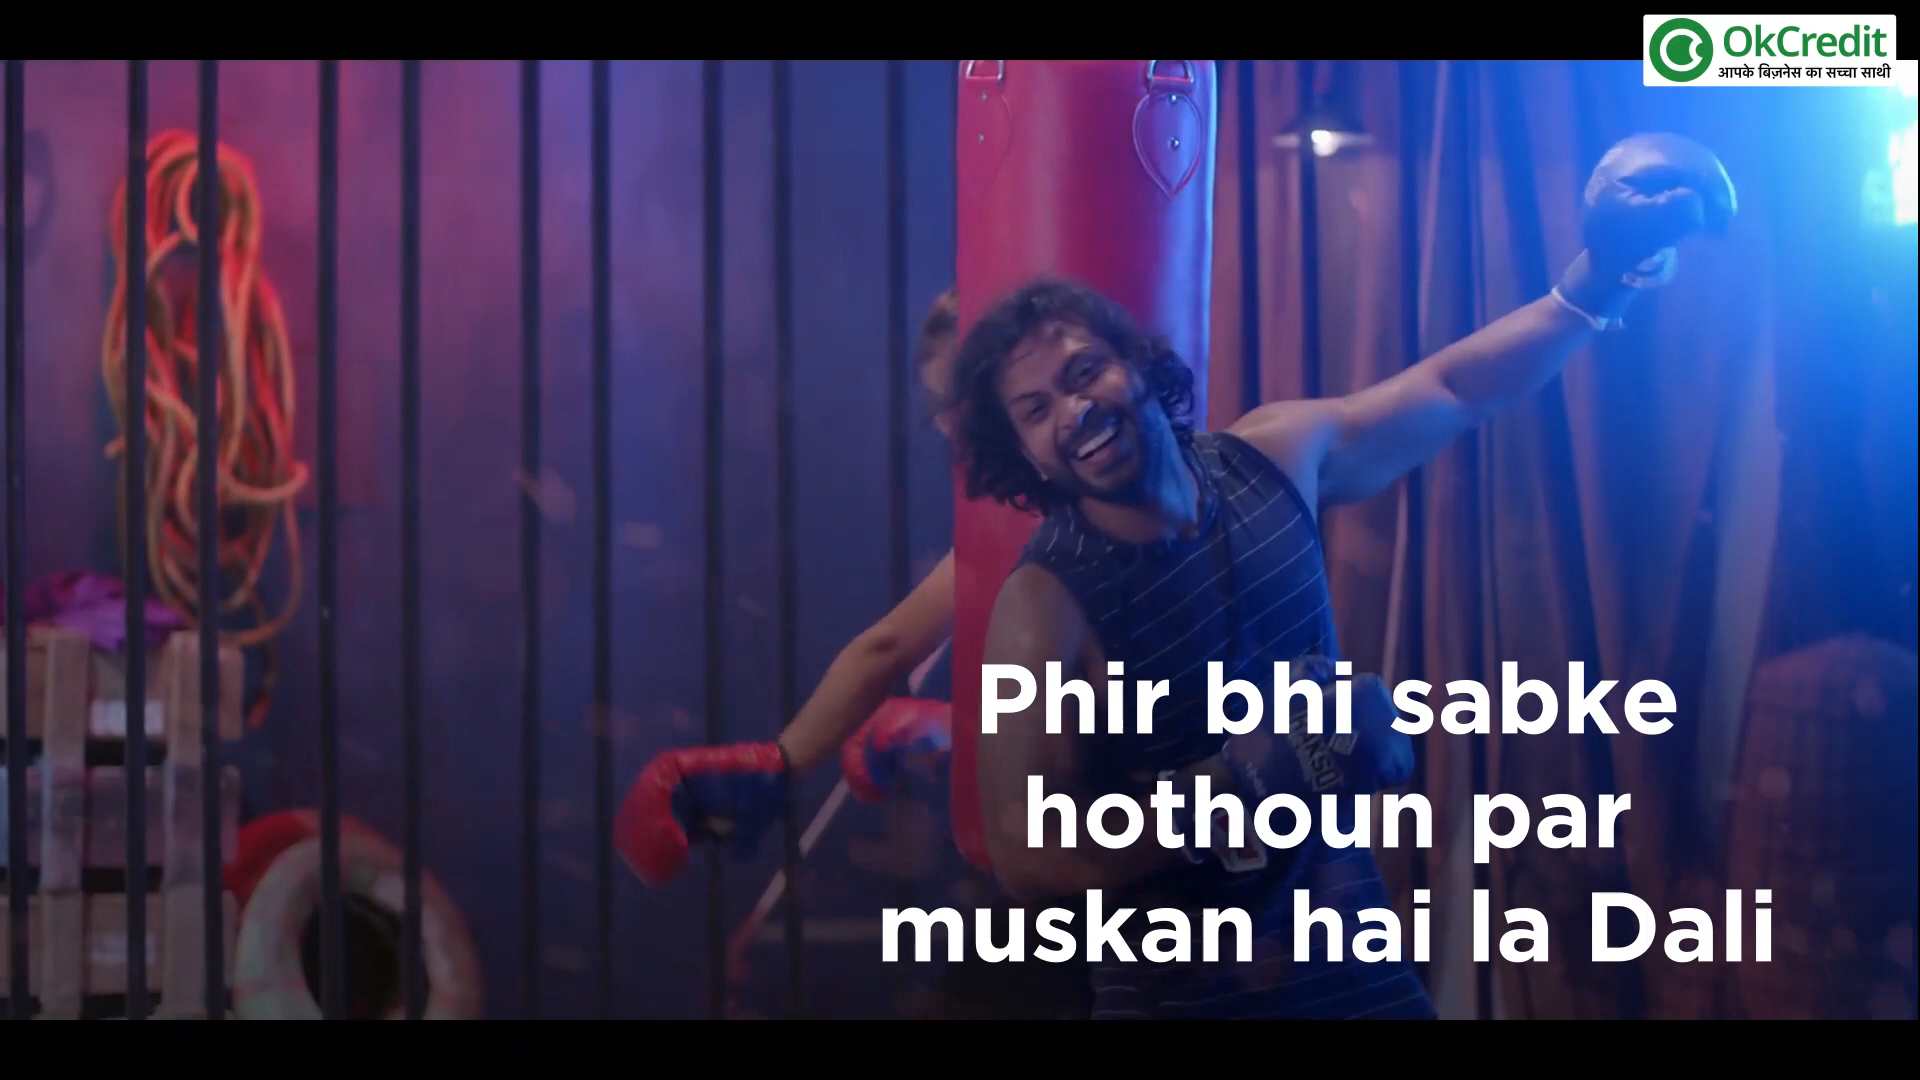 OkCredit
आपके बिज़नेस का सच्चा साथी
Phir bhi sabke
hothoun par
muskan hai la Dali